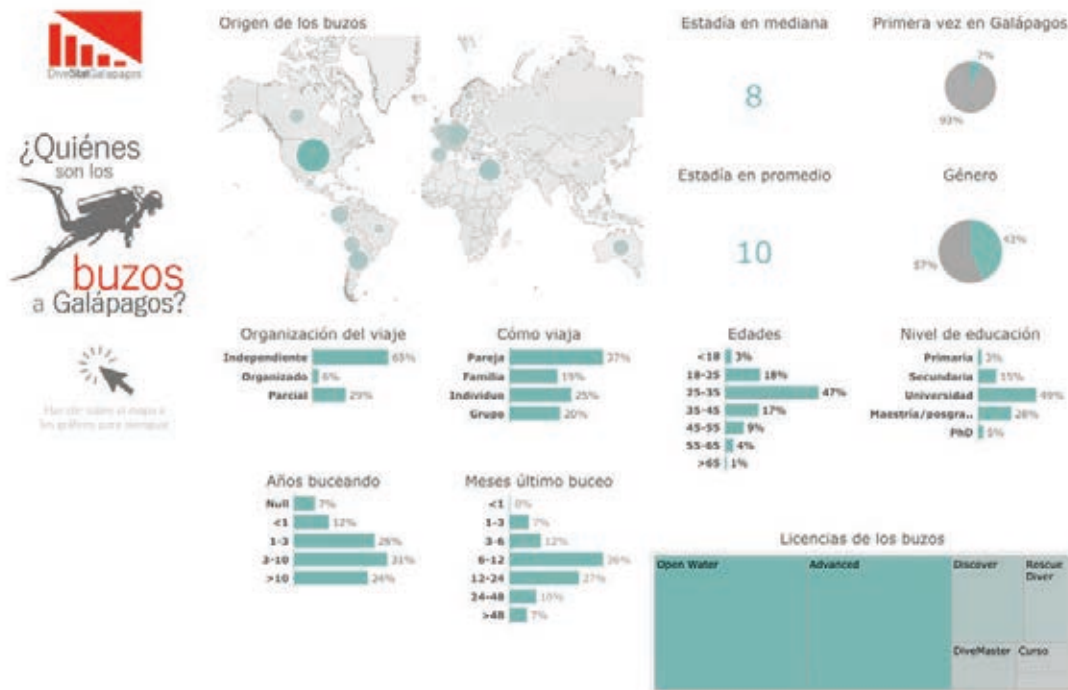 DiveStatGalapagos
¿Quiénes
son los
buzos
a Galápagos?
Origen de los buzos
Estadía en mediana
8
Primera vez en Galápagos
7%
93%
Estadía en promedio
10
Género
43%
57%
Organización del viaje
Independiente 65%
Organizado 6%
Parcial 29%
Cómo viaja
Pareja 37%
Familia 19%
Individuo 25%
Grupo 20%
Edades
<18 3%
18-25 18%
25-35 47%
35-45 17%
45-55 9%
55-65 4%
>65 1%
Nivel de educación
Primaria 3%
Secundaria 15%
Universidad 49%
Maestría/posgra.. 28%
PhD
Años buceando
Null 7%
<1 12%
1-3
3-10 31%
>10
Meses último buceo
<1 0%
1-3 7%
3-6 12%
6-12 36%
12-24 27%
24-48 10%
>48 7%
Licencias de los buzos
Open Water
Advanced
Discover
Rescue
Diver
DiveMaster
Curso